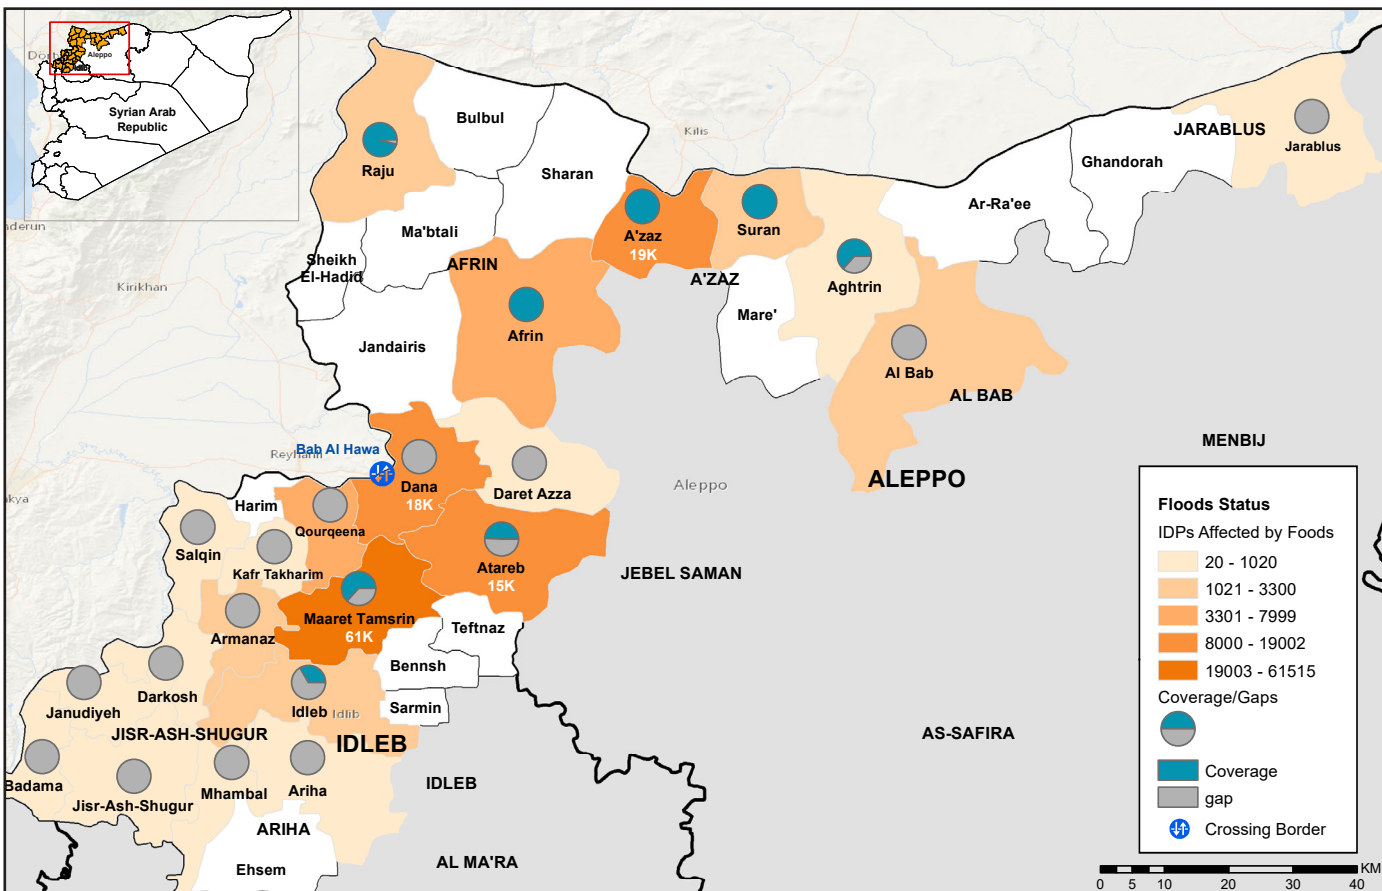 Dört
Aleppo
Syrian Arab
Republic
Bulbul
Kilis
JARABLUS
Jarablus
Ghandorah
Raju
Sharan
Ar-Ra'ee
nderun
Ma'btali
A'zaz
19K
Suran
Sheikh
El-Hadid
AFRIN
A'ZAZ
Aghtrin
Kirikhan
Mare'
Jandairis
Afrin
Al Bab
AL BAB
Bab Al Hawa
Reyhanlı
MENBIJ
akya
Dana
18K
Daret Azza
Aleppo
ALEPPO
Harim
Qourqeena
Salqin
Kafr Takharim
Atareb
15K
JEBEL SAMAN
Armanaz
Maaret Tamsrin
61K
Teftnaz
Bennsh
Darkosh
Janudiyeh
Idleb
Idlib
Sarmin
JISR-ASH-SHUGUR
IDLEB
AS-SAFIRA
Badama
Jisr-Ash-Shugur
Mhambal
Ariha
IDLEB
ARIHA
Ehsem
AL MA'RA
Floods Status
IDPs Affected by Foods
20 - 1020
1021 - 3300
3301 - 7999
8000 - 19002
19003 - 61515
Coverage/Gaps
Coverage
gap
Crossing Border
KM
0 5 10 20 30 40